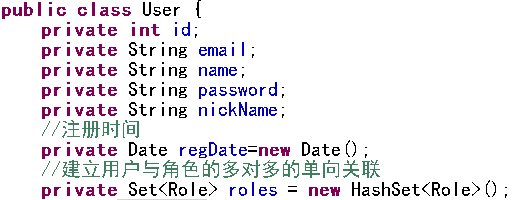 public class User {
private int id;
private String email;
private String name;
private String password;
private String nickName;
//注册时间
private Date regDate=new Date();
//建立用户与角色的多对多的单向关联
private Set<Role> roles = new HashSet<Role>();